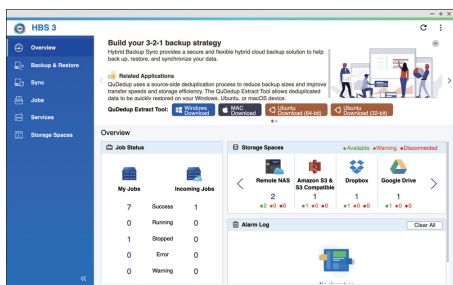 HBS 3
Overview
Backup & Restore
Sync
Jobs
Services
Storage Spaces
Build your 3-2-1 backup strategy
Hybrid Backup Sync provides a secure and flexible hybrid cloud backup solution to help
back up, restore, and synchronize your data.
Related Applications
QuDedup uses a source-side deduplication process to reduce backup sizes and improve
transfer speeds and storage efficiency. The QuDedup Extract Tool allows deduplicated
data to be quickly restored on your Windows, Ubuntu, or macOS device.
QuDedup Extract Tool:
Windows
Download
MAC
Download
Ubuntu
Download (64-bit)
Ubuntu
Download (32-bit)
Overview
Job Status
My Jobs
Incoming Jobs
7 Success 1
0 Running 0
1 Stopped 0
0 Error 0
0 Warning 0
Storage Spaces
Available Warning Disconnected
Remote NAS
2
2 0 0
Amazon S3 &
S3 Compatible
1
1 0 0
Dropbox
1
1 0 0
Google Drive
1
1 0 0
Alarm Log
Clear All